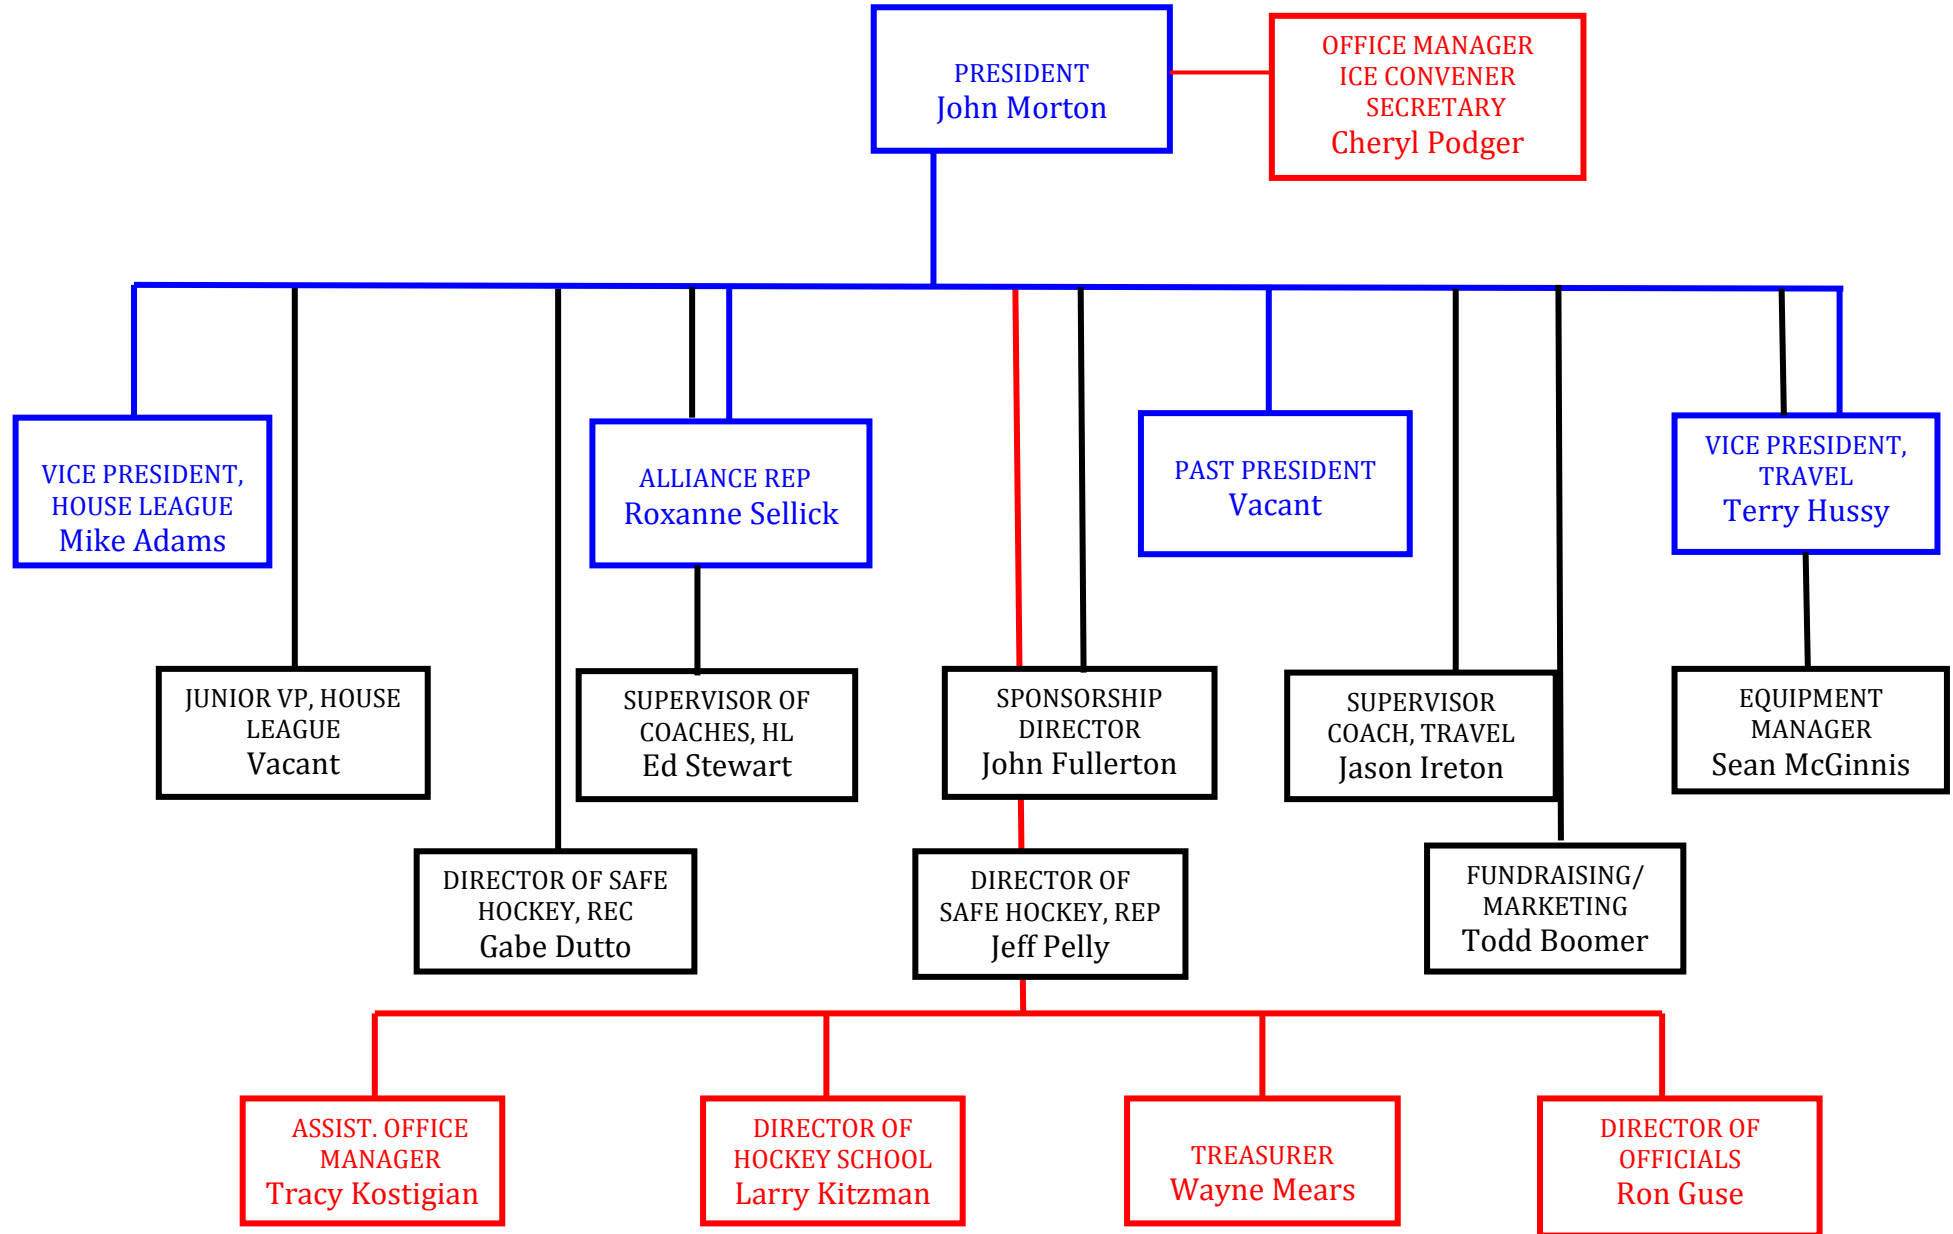 PRESIDENT
John Morton
OFFICE MANAGER
ICE CONVENER
SECRETARY
Cheryl Podger
VICE PRESIDENT,
HOUSE LEAGUE
Mike Adams
ALLIANCE REP
Roxanne Sellick
PAST PRESIDENT
Vacant
VICE PRESIDENT,
TRAVEL
Terry Hussy
JUNIOR VP, HOUSE
LEAGUE
Vacant
SUPERVISOR OF
COACHES, HL
Ed Stewart
SPONSORSHIP
DIRECTOR
John Fullerton
SUPERVISOR
COACH, TRAVEL
Jason Ireton
EQUIPMENT
MANAGER
Sean McGinnis
DIRECTOR OF SAFE
HOCKEY, REC
Gabe Dutto
DIRECTOR OF
SAFE HOCKEY, REP
Jeff Pelly
FUNDRAISING/
MARKETING
Todd Boomer
ASSIST. OFFICE
MANAGER
Tracy Kostigian
DIRECTOR OF
HOCKEY SCHOOL
Larry Kitzman
TREASURER
Wayne Mears
DIRECTOR OF
OFFICIALS
Ron Guse